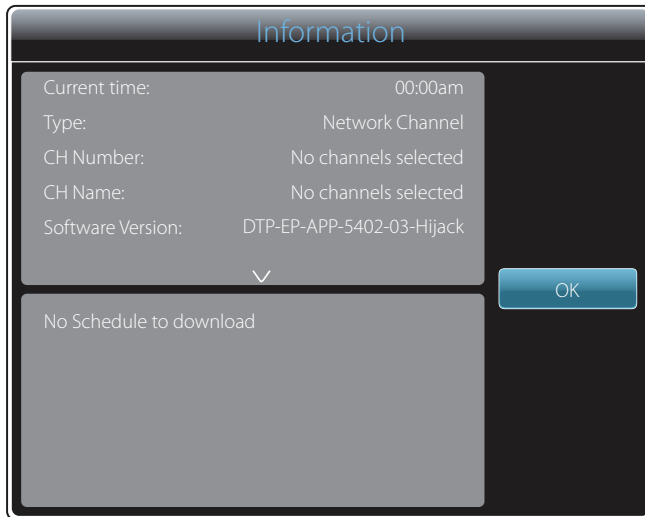 Information
Current time: 00:00am
Type: Network Channel
CH Number: No channels selected
CH Name: No channels selected
Software Version: DTP-EP-APP-5402-03-Hijack
OK
No Schedule to download